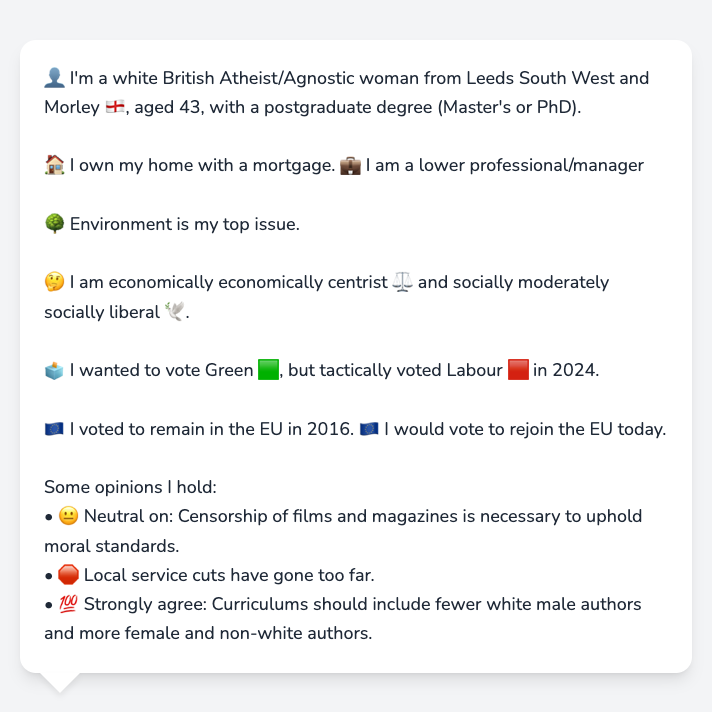 👤 I'm a white British Atheist/Agnostic woman from Leeds South West and
Morley 🏴󠁧󠁢󠁥󠁮󠁧󠁿, aged 43, with a postgraduate degree (Master's or PhD).
🏠 I own my home with a mortgage. 💼 I am a lower professional/manager
🌳 Environment is my top issue.
🤔 I am economically economically centrist ⚖️ and socially moderately
socially liberal 🕊️.
🗳️ I wanted to vote Green 🟩, but tactically voted Labour 🟥 in 2024.
🇪🇺 I voted to remain in the EU in 2016. 🇪🇺 I would vote to rejoin the EU today.
Some opinions I hold:
• 😐 Neutral on: Censorship of films and magazines is necessary to uphold
moral standards.
• 🛑 Local service cuts have gone too far.
• 💯 Strongly agree: Curriculums should include fewer white male authors
and more female and non-white authors.